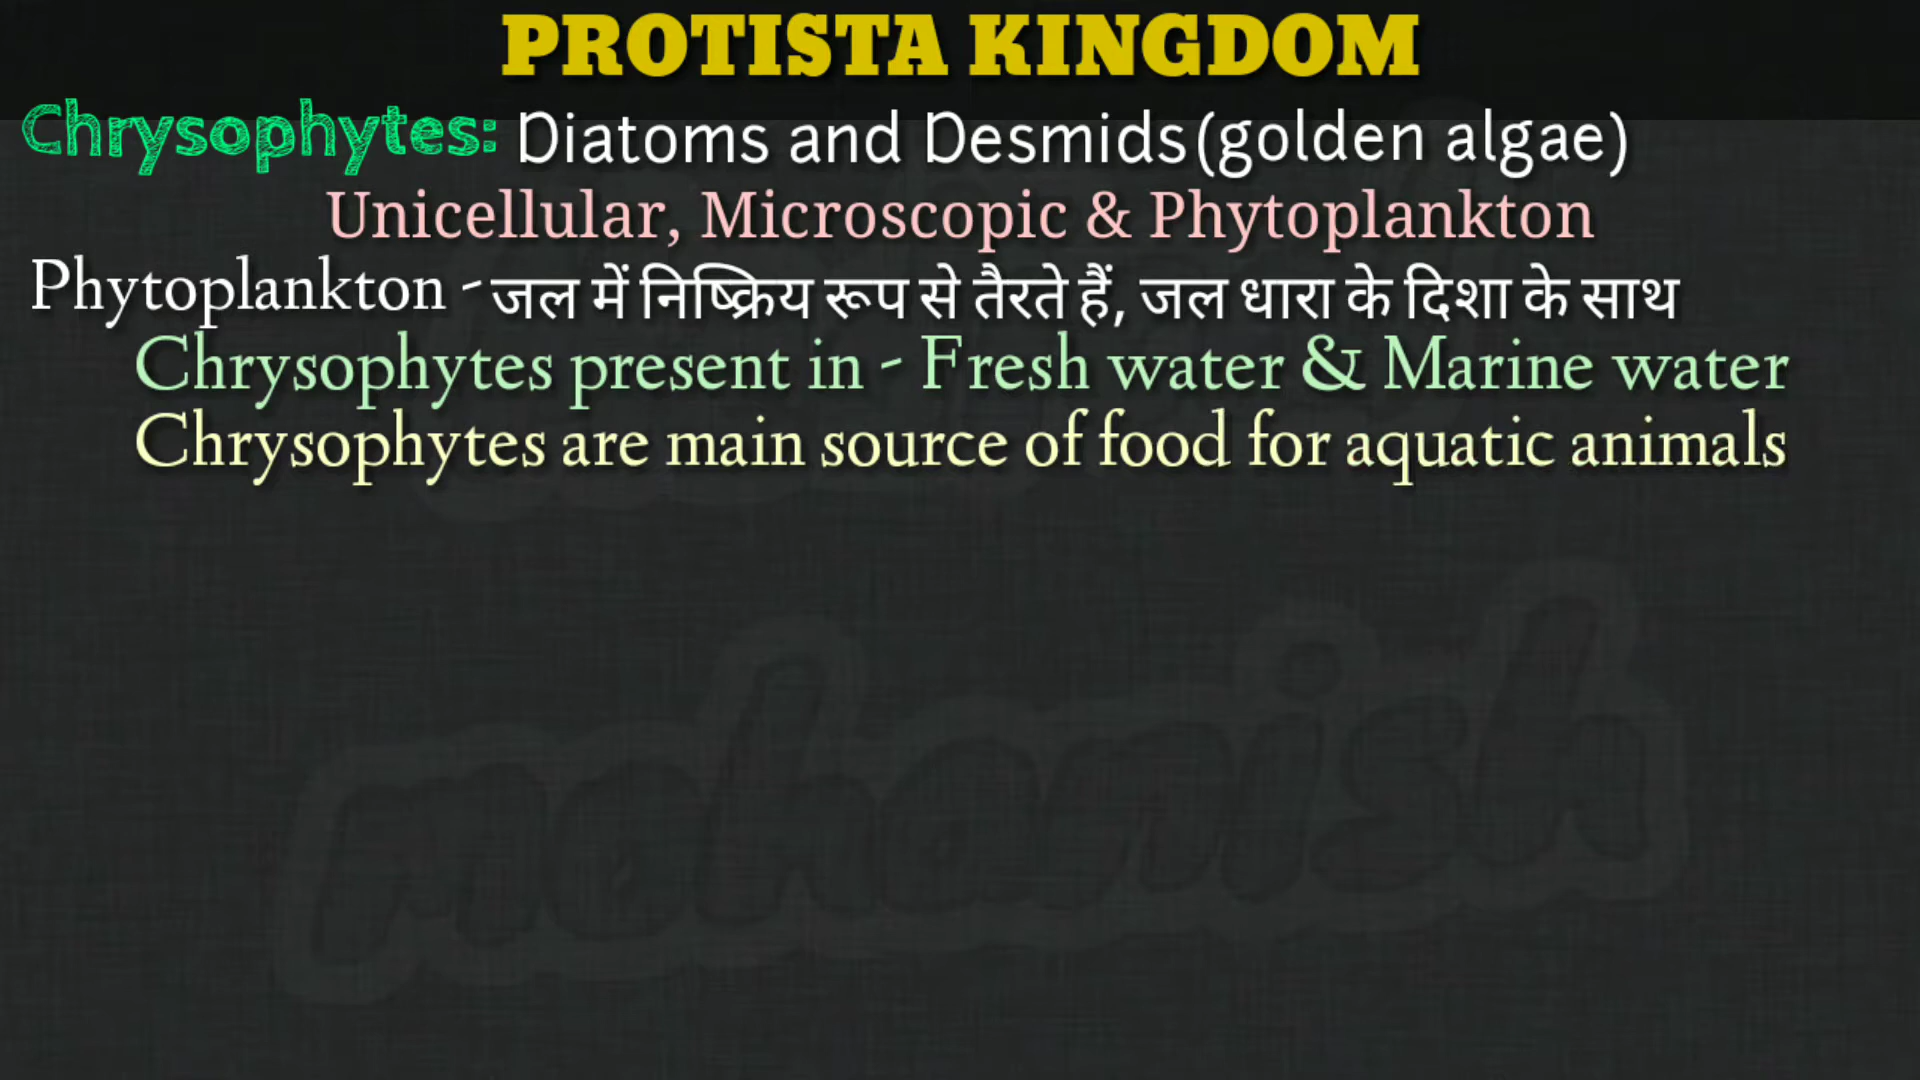 PROTISTA KINGDOM
Chrysophytes: Diatoms and Desmids(golden algae)
Unicellular, Microscopic & Phytoplankton
Phytoplankton - जल में निष्क्रिय रूप से तैरते हैं, जल धारा के दिशा के साथ
Chrysophytes present in - Fresh water & Marine water
Chrysophytes are main source of food for aquatic animals